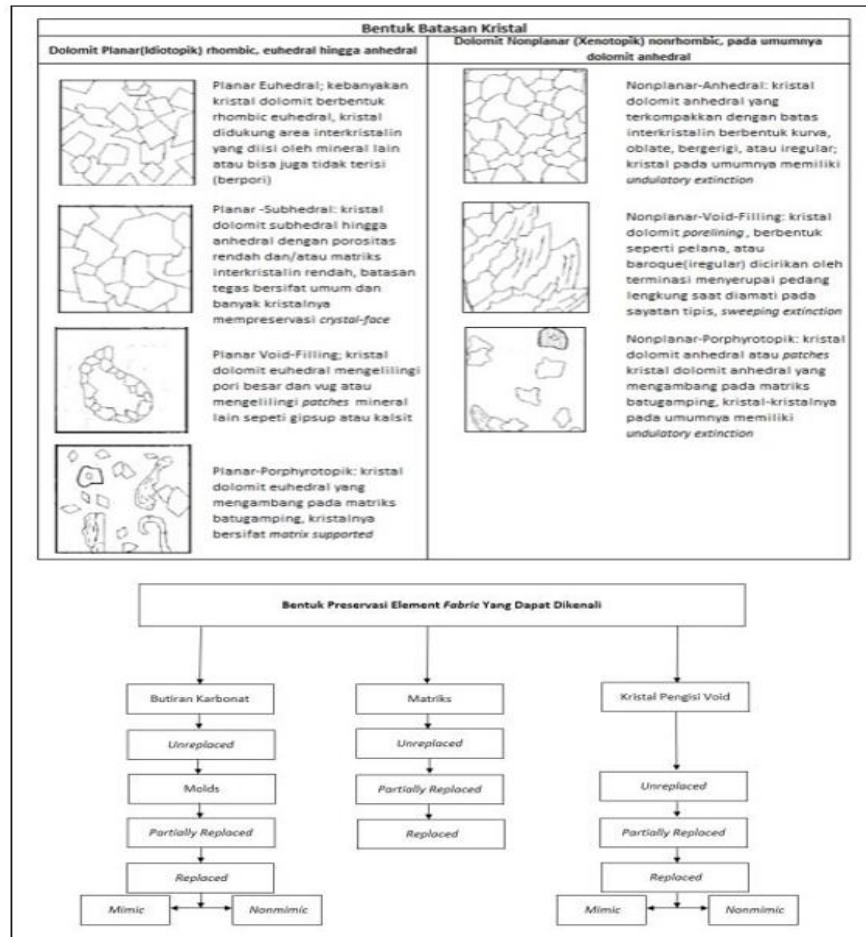 Bentuk Batasan Kristal
Dolomit Planar(Idiotopik) rhombic, euhedral hingga anhedral
Dolomit Nonplanar (Xenotopik) nonrhombic, pada umumnya
dolomit anhedral
Planar Euhedral; kebanyakan
kristal dolomit berbentuk
rhombic euhedral, kristal
didukung area interkristalin
yang diisi oleh mineral lain
atau bisa juga tidak terisi
(berpori)
Planar -Subhedral: kristal
dolomit subhedral hingga
anhedral dengan porositas
rendah dan/atau matriks
interkristalin rendah, batasan
tegas bersifat umum dan
banyak kristalnya
mempreservasi crystal-face
Planar Void-Filling; kristal
dolomit euhedral mengelilingi
pori besar dan vug atau
mengelilingi patches mineral
lain sepeti gipsup atau kalsit
Planar-Porphyrotopik: kristal
dolomit euhedral yang
mengambang pada matriks
batugamping, kristalnya
bersifat matrix supported
Nonplanar-Anhedral: kristal
dolomit anhedral yang
terkompakkan dengan batas
interkristalin berbentuk kurva,
oblate, bergerigi, atau iregular;
kristal pada umumnya memiliki
undulatory extinction
Nonplanar-Void-Filling: kristal
dolomit porelining, berbentuk
seperti pelana, atau
baroque(iregular) dicirikan oleh
terminasi menyerupai pedang
lengkung saat diamati pada
sayatan tipis, sweeping extinction
Nonplanar-Porphyrotopik: kristal
dolomit anhedral atau patches
kristal dolomit anhedral yang
mengambang pada matriks
batugamping, kristal-kristalnya
pada umumnya memiliki
undulatory extinction
Bentuk Preservasi Element Fabric Yang Dapat Dikenali
Butiran Karbonat
Unreplaced
Molds
Partially Replaced
Replaced
Mimic
Nonmimic
Matriks
Unreplaced
Partially Replaced
Replaced
Kristal Pengisi Void
Unreplaced
Partially Replaced
Replaced
Mimic
Nonmimic